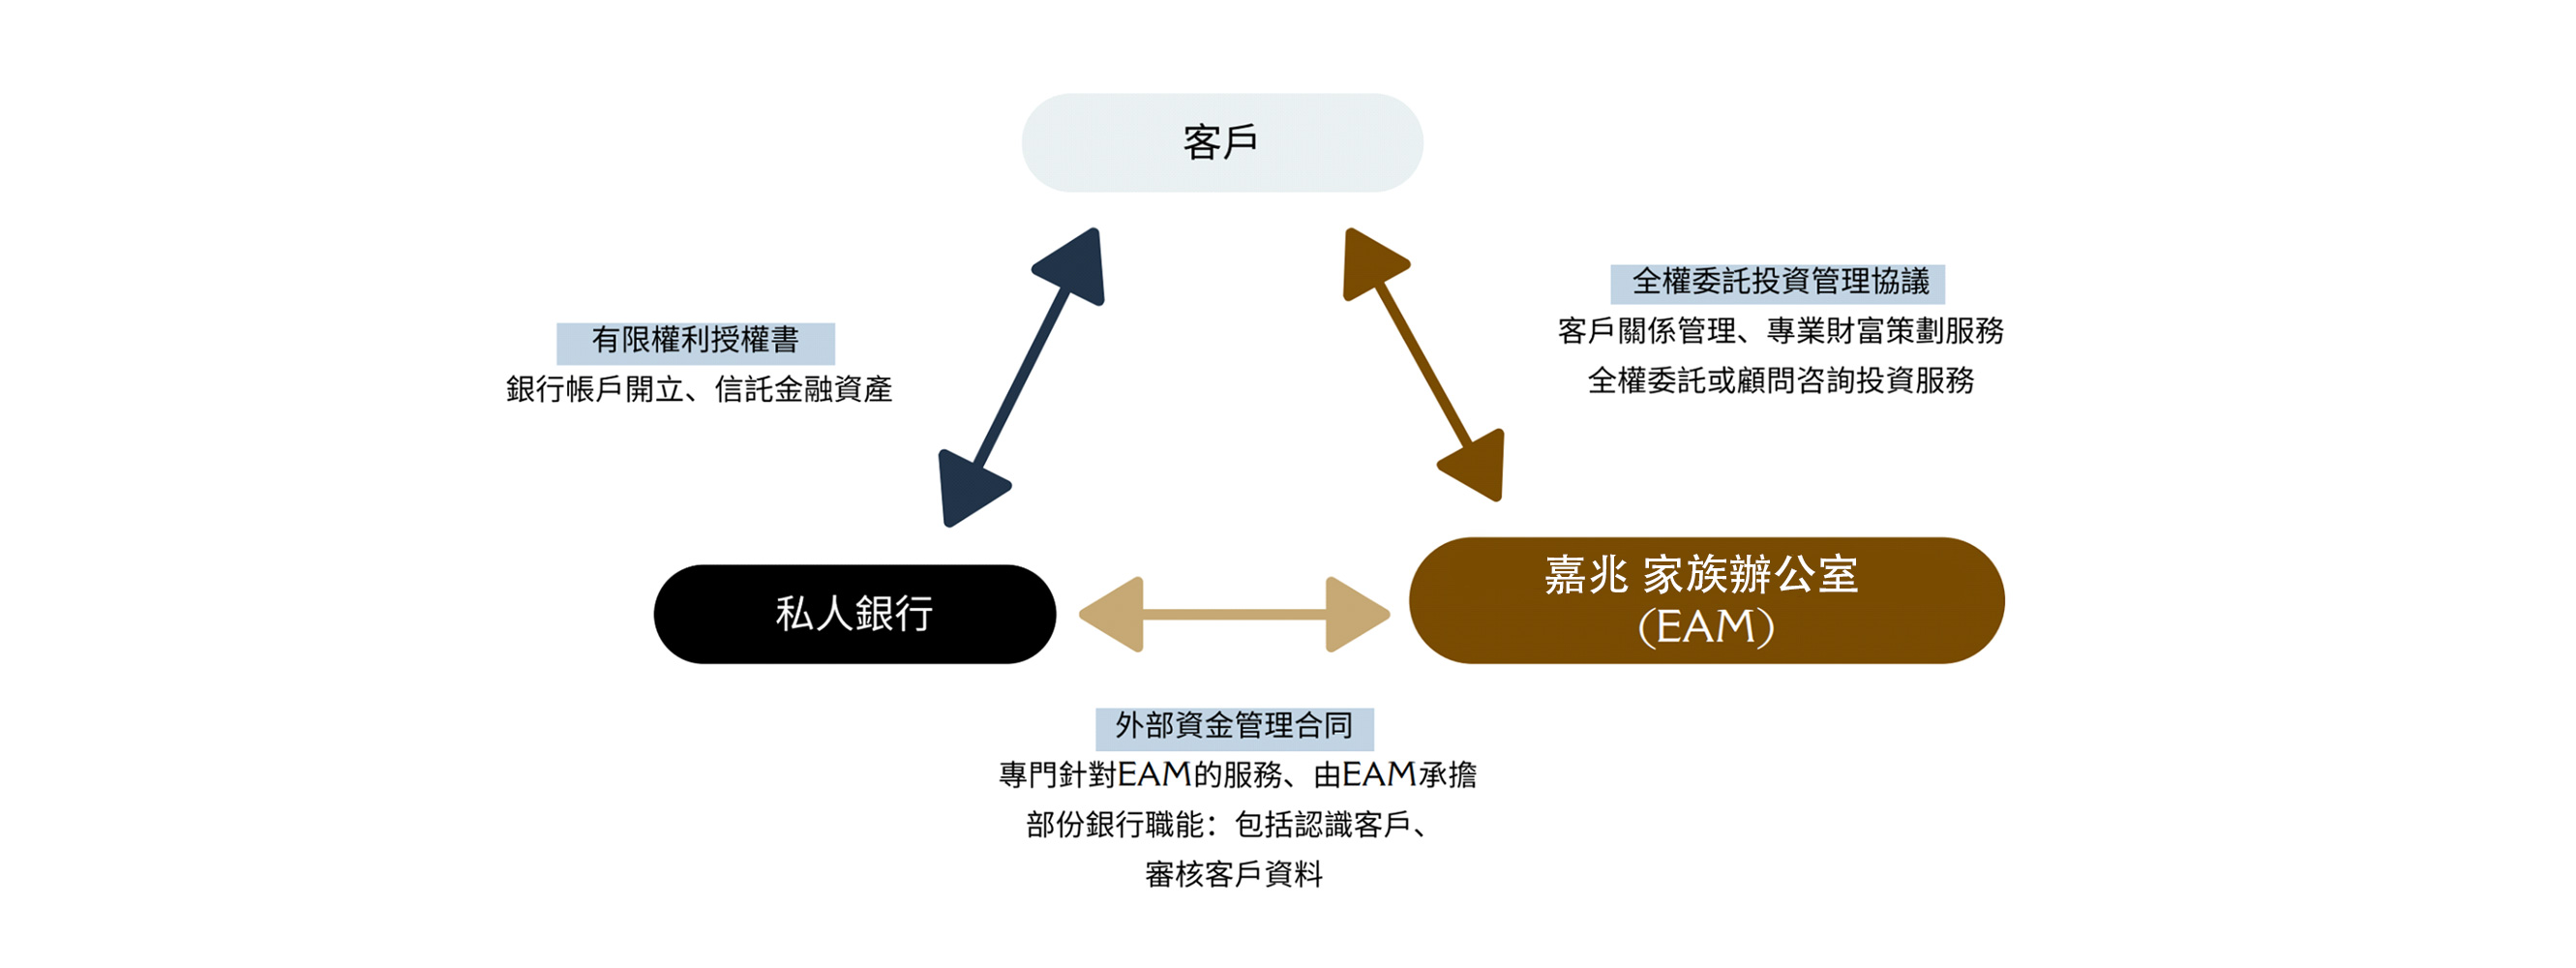 客戶
有限權利授權書
銀行帳戶開立、信託金融資產
全權委託投資管理協議
客戶關係管理、專業財富策劃服務
全權委託或顧問咨詢投資服務
私人銀行
嘉兆 家族辦公室
(EAM)
外部資金管理合同
專門針對EAM的服務、由EAM承擔
部份銀行職能：包括認識客戶、
審核客戶資料